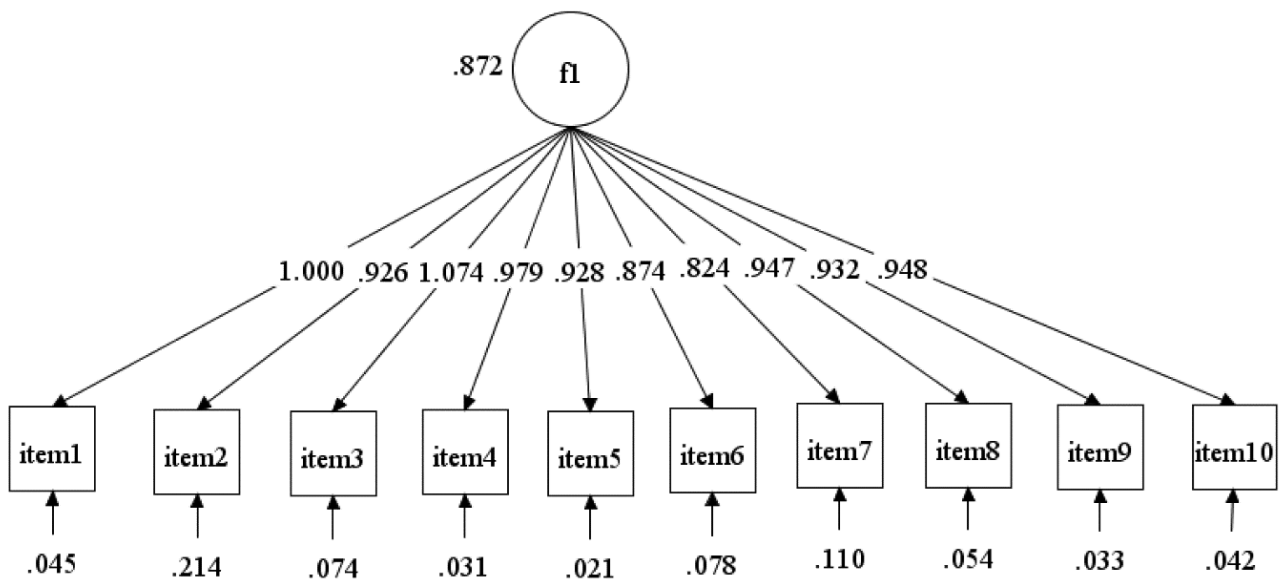 .872
f1
1.000 .926 1.074 .979 .928 .874 .824 .947 .932 .948
item1 item2 item3 item4 item5 item6 item7 item8 item9 item10
.045 .214 .074 .031 .021 .078 .110 .054 .033 .042